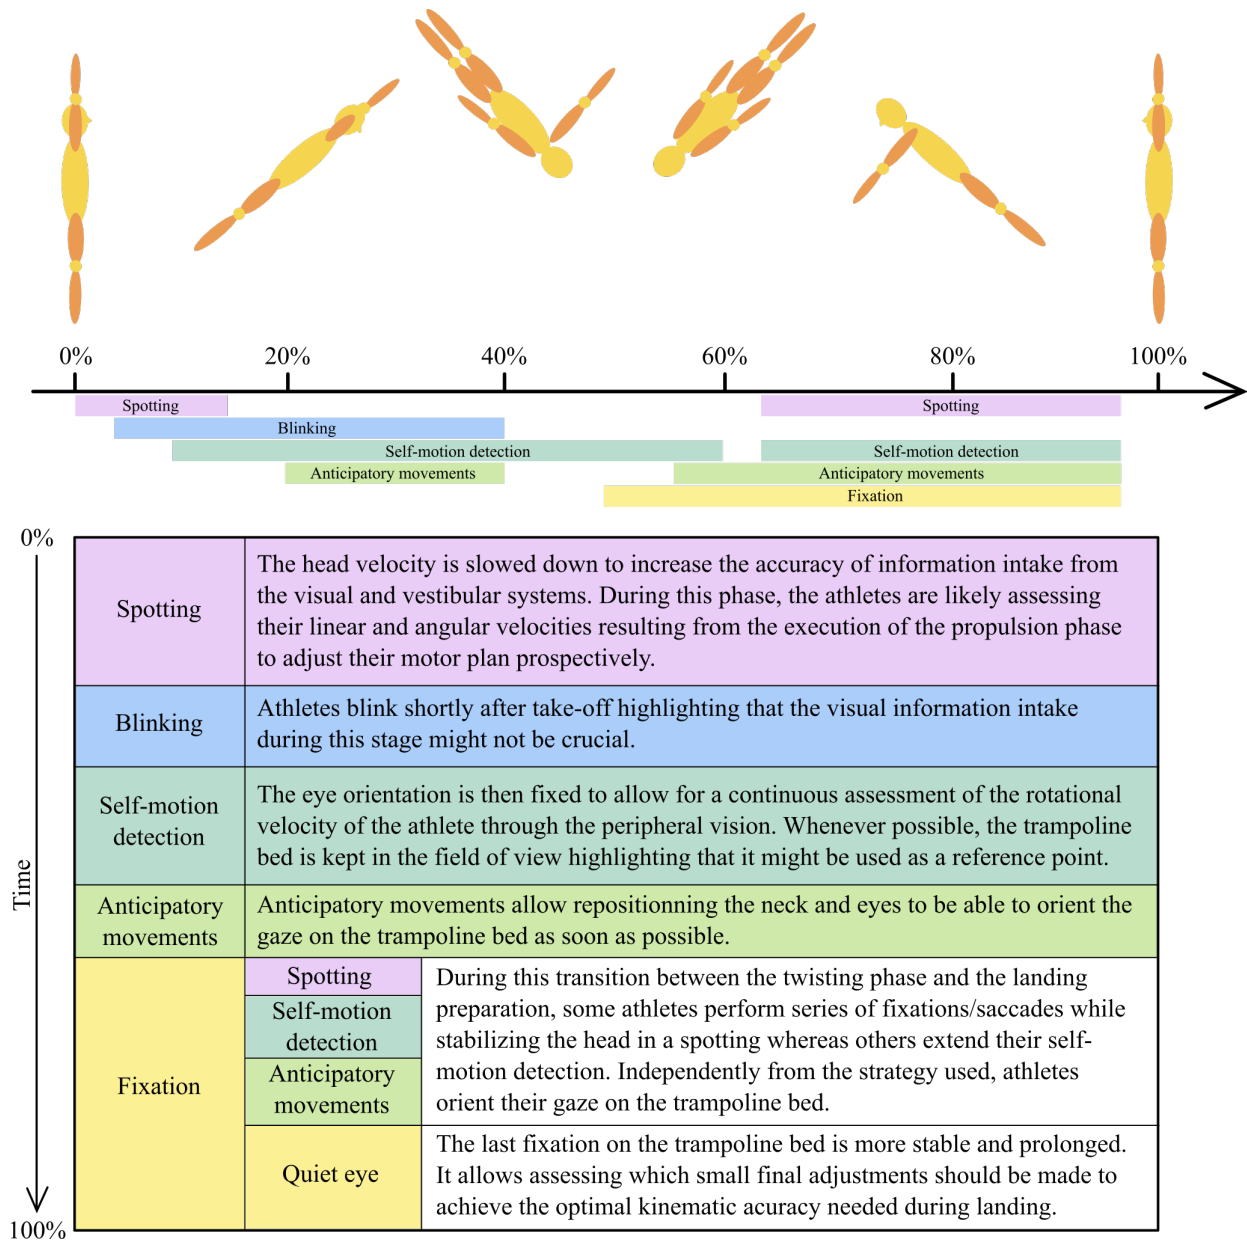 0%
20%
40%
60%
80%
100%
Spotting
Spotting
Blinking
Self-motion detection
Self-motion detection
Anticipatory movements
Anticipatory movements
Fixation
0%
Time
100%
Spotting
The head velocity is slowed down to increase the accuracy of information intake from
the visual and vestibular systems. During this phase, the athletes are likely assessing
their linear and angular velocities resulting from the execution of the propulsion phase
to adjust their motor plan prospectively.
Blinking
Athletes blink shortly after take-off highlighting that the visual information intake
during this stage might not be crucial.
Self-motion
detection
The eye orientation is then fixed to allow for a continuous assessment of the rotational
velocity of the athlete through the peripheral vision. Whenever possible, the trampoline
bed is kept in the field of view highlighting that it might be used as a reference point.
Anticipatory
movements
Anticipatory movements allow repositionning the neck and eyes to be able to orient the
gaze on the trampoline bed as soon as possible.
Fixation
Spotting
Self-motion
detection
Anticipatory
movements
During this transition between the twisting phase and the landing
preparation, some athletes perform series of fixations/saccades while
stabilizing the head in a spotting whereas others extend their self-
motion detection. Independently from the strategy used, athletes
orient their gaze on the trampoline bed.
Quiet eye
The last fixation on the trampoline bed is more stable and prolonged.
It allows assessing which small final adjustments should be made to
achieve the optimal kinematic acuracy needed during landing.